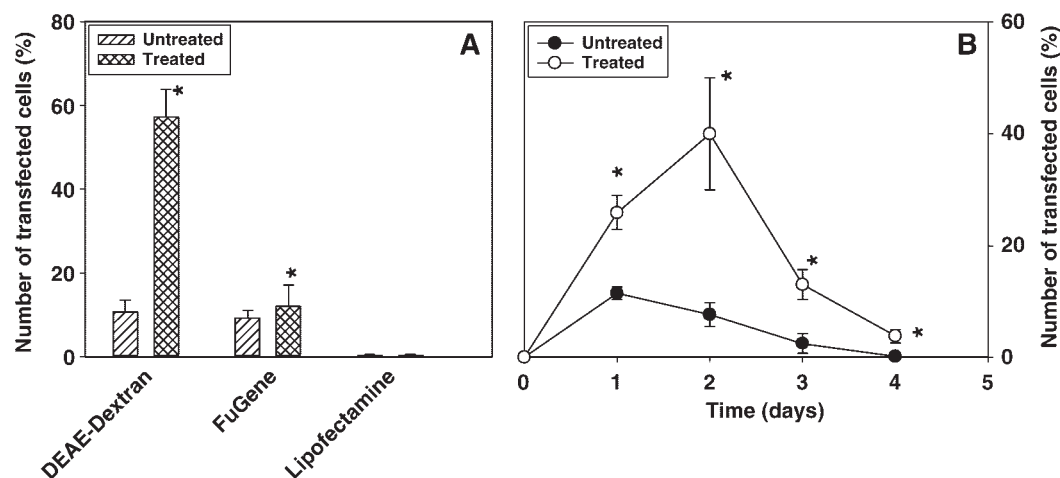 Number of transfected cells (%)
80
60
40
20
0
Untreated
Treated
A
*
*
DEAE-Dextran
FuGene
Lipofectamine
Untreated
Treated
B
*
*
*
*
0
1
2
3
4
5
Time (days)
60
40
20
0
Number of transfected cells (%)